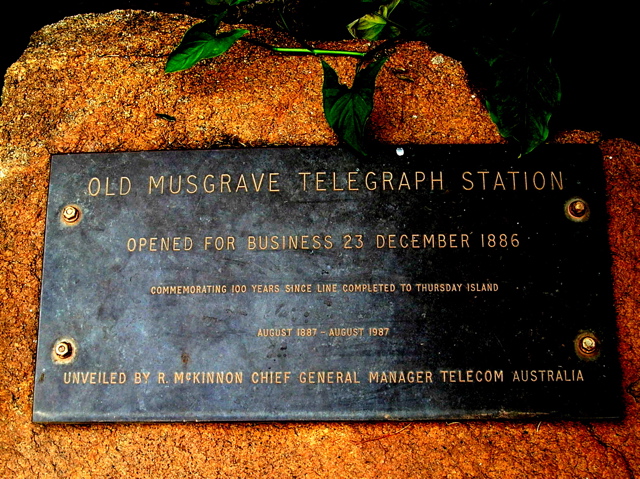 OLD MUSGRAVE TELEGRAPH STATION
OPENED FOR BUSINESS 23 DECEMBER 1886
COMMEMORATING 100 YEARS SINCE LINE COMPLETED TO THURSDAY ISLAND
AUGUST 1887 - AUGUST 1987
UNVEILED BY R. McKINNON CHIEF GENERAL MANAGER TELECOM AUSTRALIA